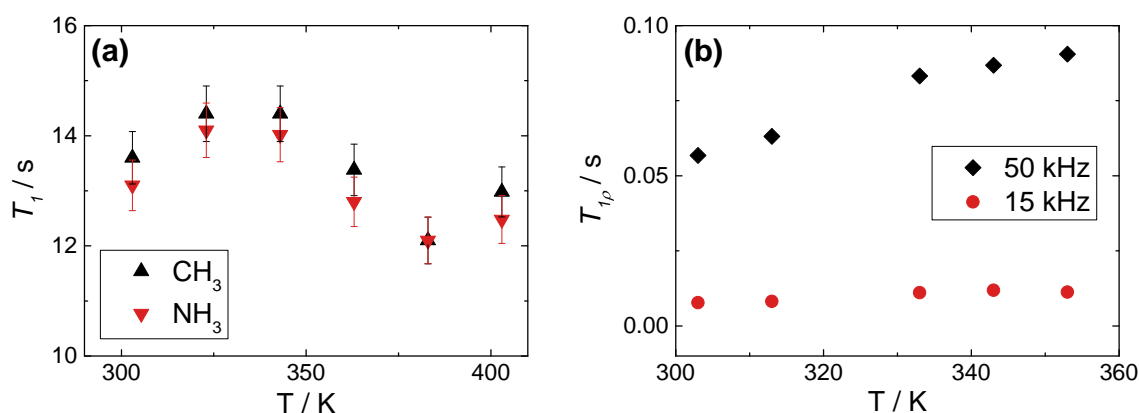 (a)
T₁ / s
16
14
12
10
CH₃
NH₃
300
350
400
T / K
(b)
T₁ρ / s
0.10
0.05
0.00
50 kHz
15 kHz
300
320
340
360
T / K